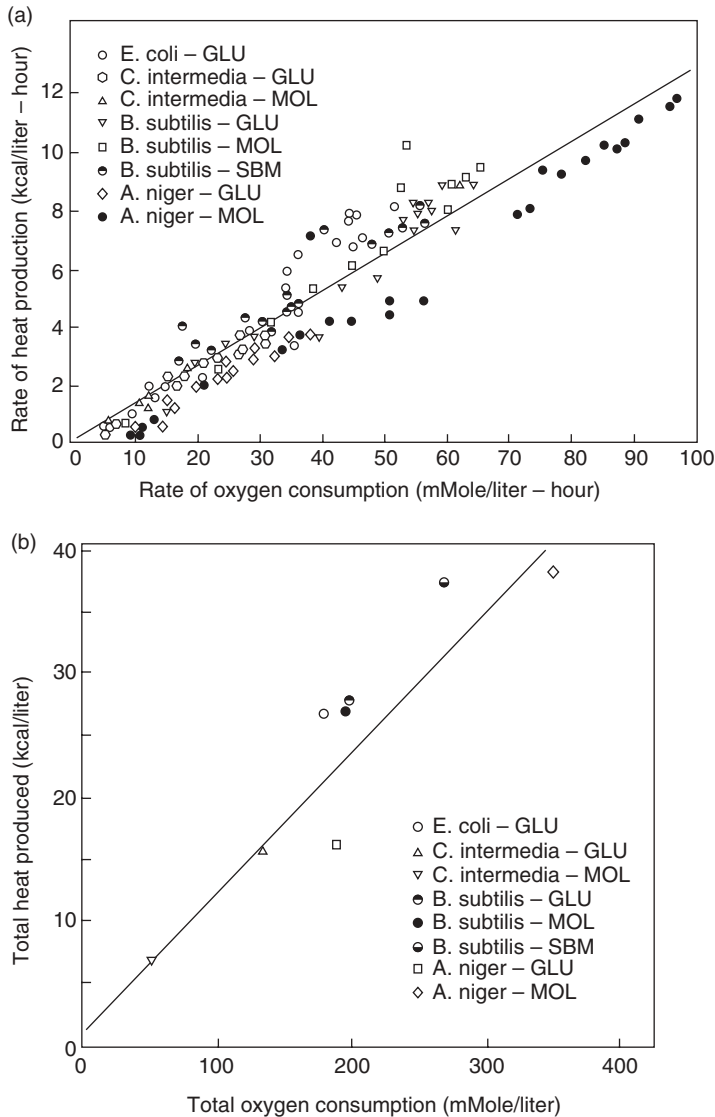 (a)
Rate of heat production (kcal/liter – hour)
12
10
8
6
4
2
0
E. coli – GLU
C. intermedia – GLU
C. intermedia – MOL
B. subtilis – GLU
B. subtilis – MOL
B. subtilis – SBM
A. niger – GLU
A. niger – MOL
0 10 20 30 40 50 60 70 80 90 100
Rate of oxygen consumption (mMole/liter – hour)
(b)
Total heat produced (kcal/liter)
40
30
20
10
0
E. coli – GLU
C. intermedia – GLU
C. intermedia – MOL
B. subtilis – GLU
B. subtilis – MOL
B. subtilis – SBM
A. niger – GLU
A. niger – MOL
0 100 200 300 400
Total oxygen consumption (mMole/liter)